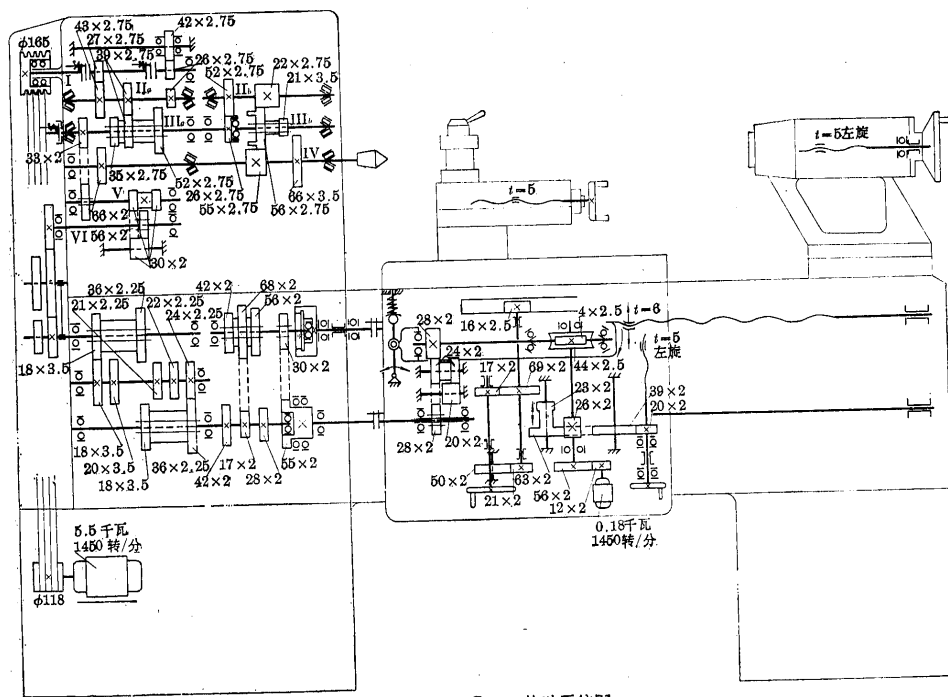 42×2.75
43×2.75
27×2.75
39×2.75
φ165
26×2.75
52×2.75
22×2.75
21×3.5
I
IIₐ
II
III
III
IV
33×2
35×2.75
52×2.75
26×2.75
55×2.75
66×3.5
56×2.75
V
66×2
VI
56×2
30×2
t=5
t=5左旋
36×2.25
21×2.25
22×2.25
24×2.25
42×2
68×2
56×2
18×3.5
30×2
28×2
24×2
16×2.5
4×2.5
t=6
t=5
左旋
17×2
69×2
44×2.5
23×2
26×2
39×2
20×2
18×3.5
20×3.5
18×3.5
36×2.25
42×2
17×2
28×2
55×2
28×2
20×2
50×2
21×2
63×2
56×2
12×2
0.18千瓦
1450转/分
5.5千瓦
1450转/分
φ118